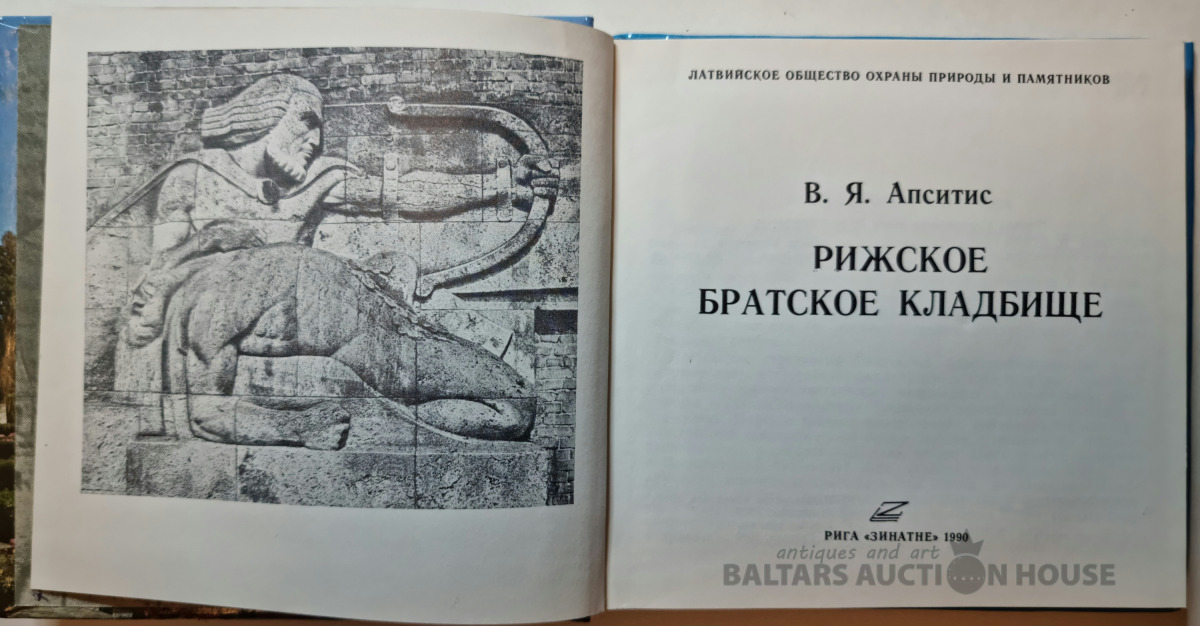 ЛАТВИЙСКОЕ ОБЩЕСТВО ОХРАНЫ ПРИРОДЫ И ПАМЯТНИКОВ
В. Я. Апситис
РИЖСКОЕ
БРАТСКОЕ КЛАДБИЩЕ
РИГА «ЗИНАТНЕ» 1990
antiques and art
BALTARS AUCTION HOUSE